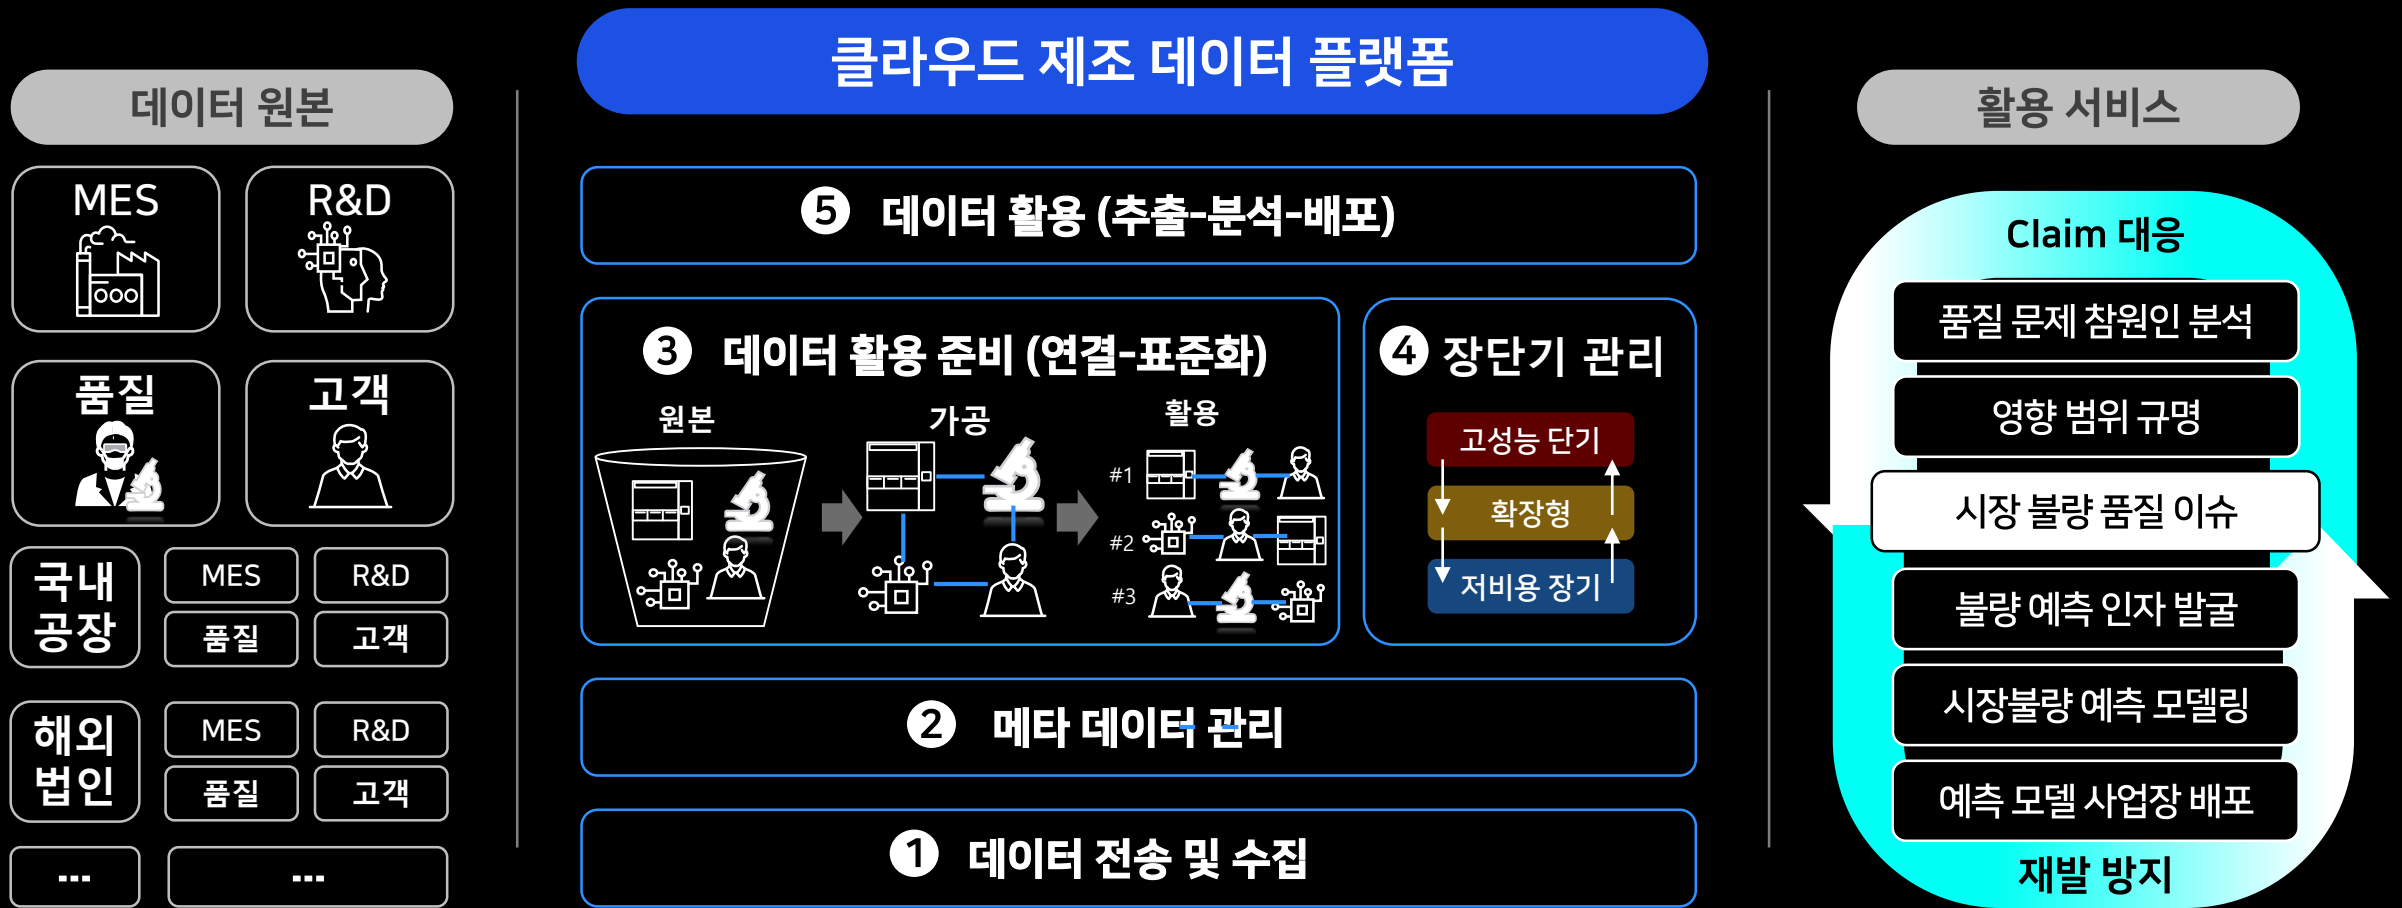 데이터 원본
MES
R&D
품질
고객
국내
공장
MES
R&D
품질
고객
해외
법인
MES
R&D
품질
고객
...
...
클라우드 제조 데이터 플랫폼
5 데이터 활용 (추출-분석-배포)
3 데이터 활용 준비 (연결-표준화)
원본
가공
활용
#1
#2
#3
4 장단기 관리
고성능 단기
확장형
저비용 장기
2 메타 데이터 관리
1 데이터 전송 및 수집
활용 서비스
Claim 대응
품질 문제 참원인 분석
영향 범위 규명
시장 불량 품질 이슈
불량 예측 인자 발굴
시장불량 예측 모델링
예측 모델 사업장 배포
재발 방지